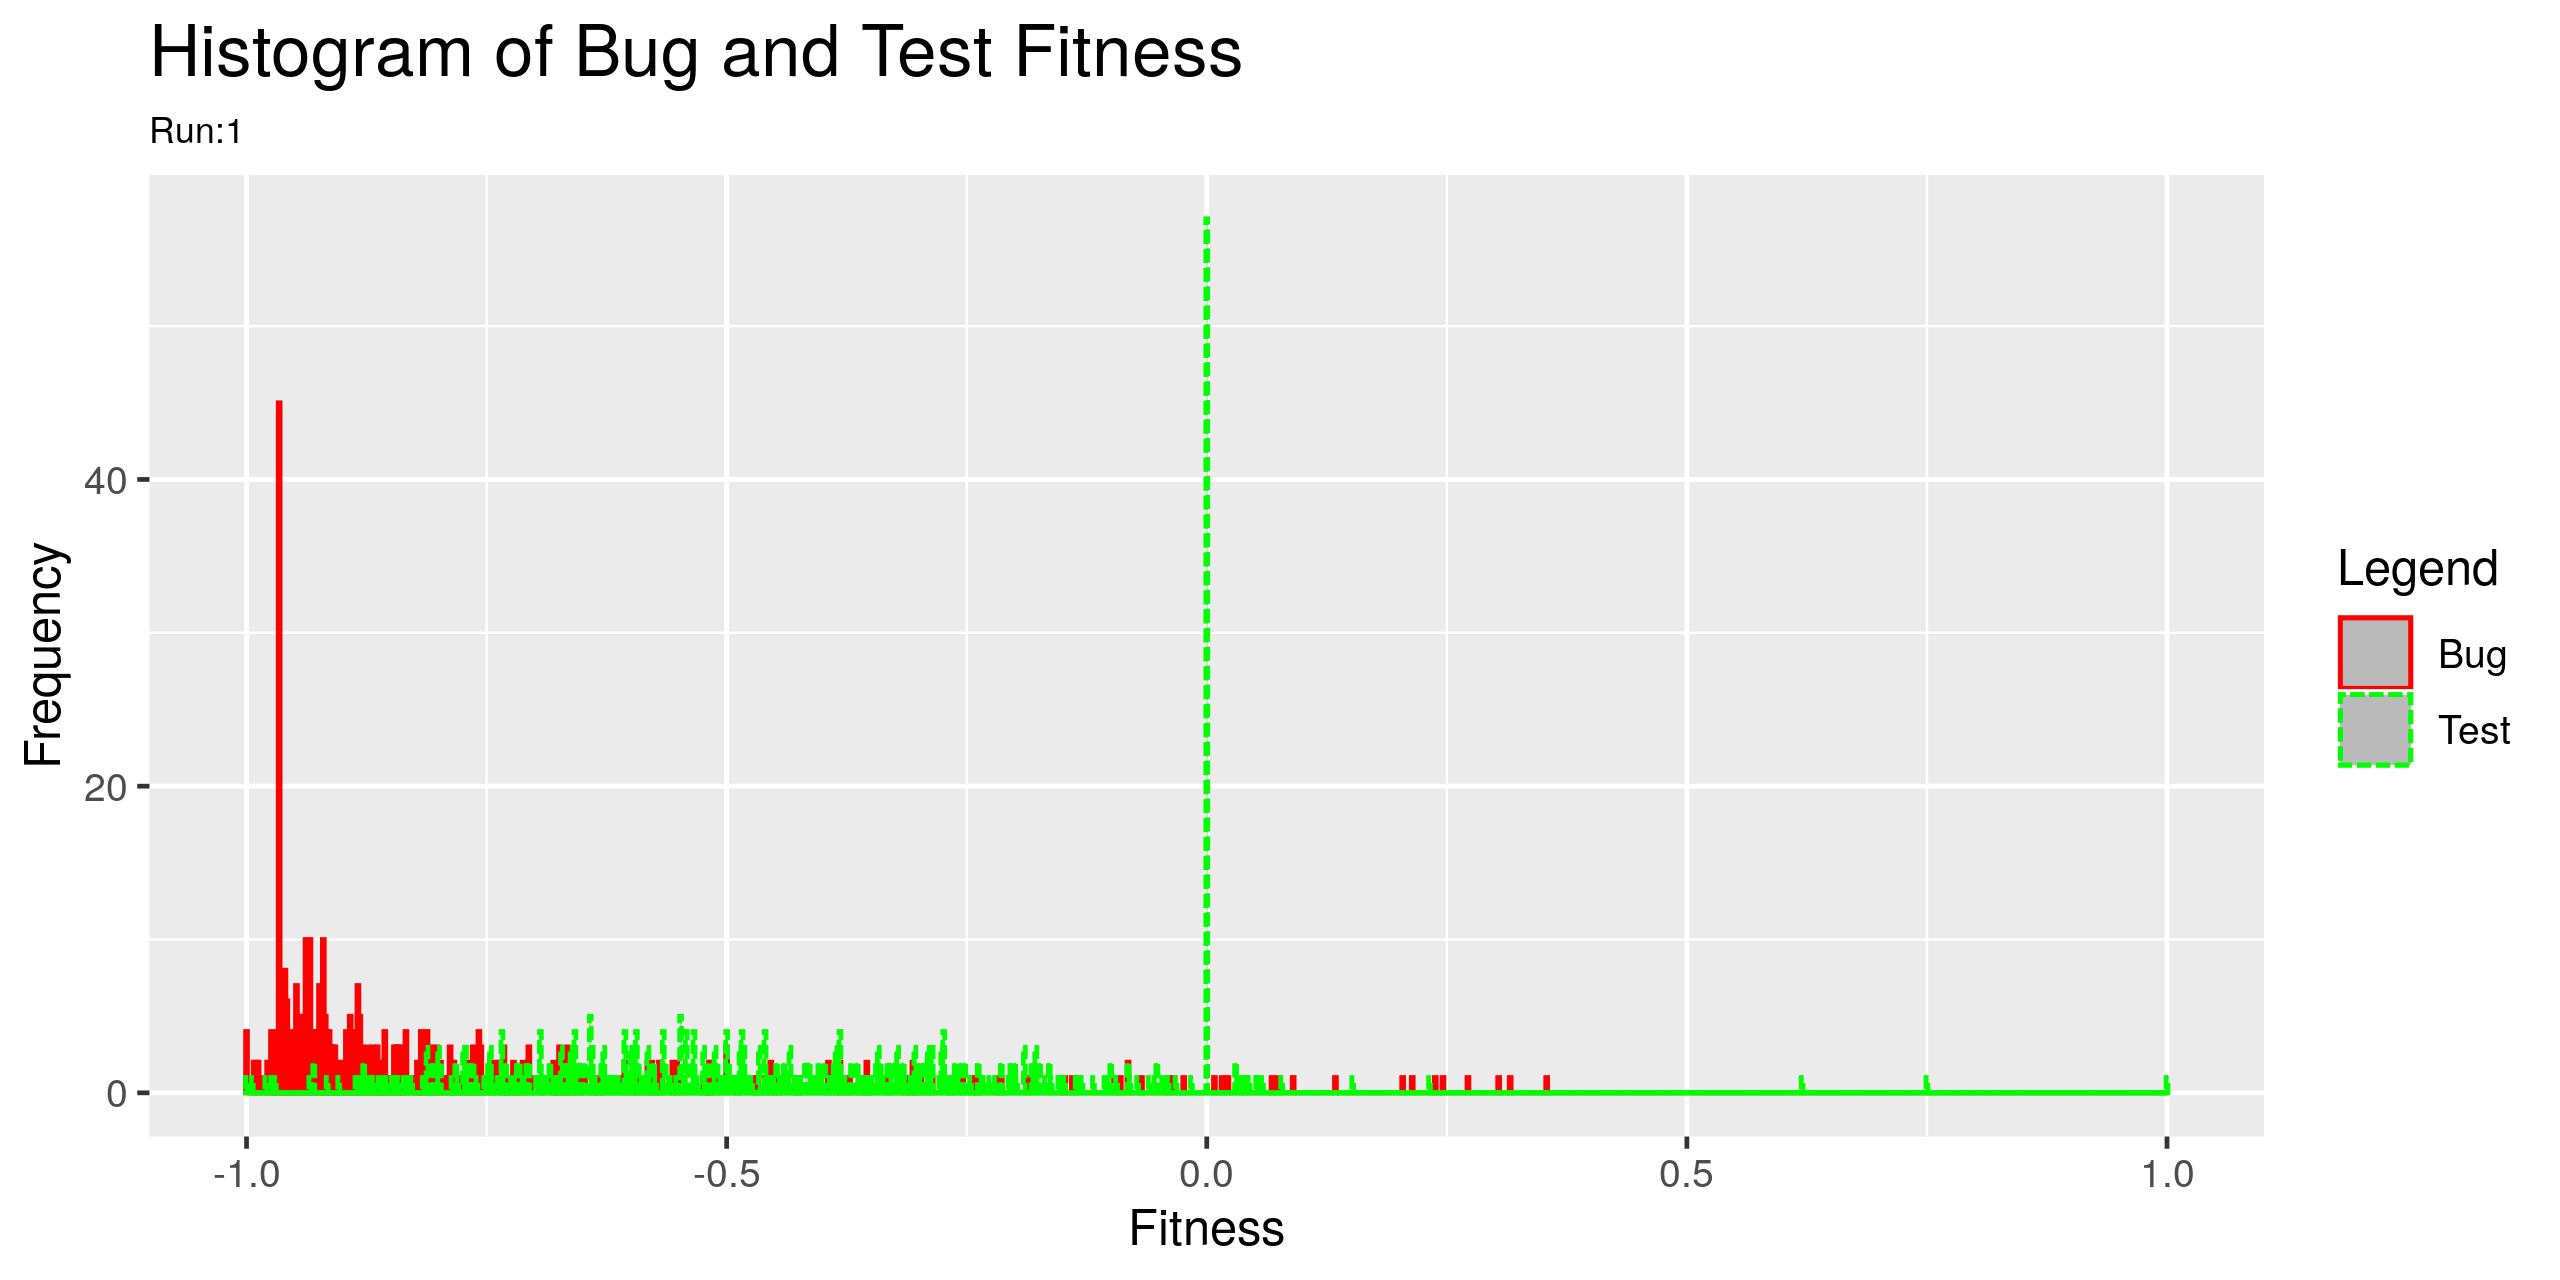 Histogram of Bug and Test Fitness
Run:1
Frequency
40
20
0
-1.0
-0.5
0.0
0.5
1.0
Fitness
Legend
Bug
Test